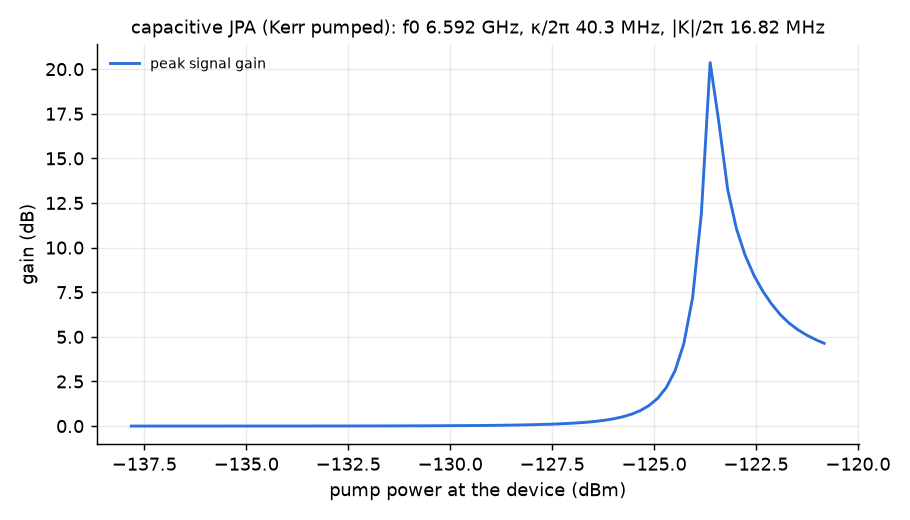 capacitive JPA (Kerr pumped): f0 6.592 GHz, κ/2π 40.3 MHz, |K|/2π 16.82 MHz
peak signal gain
20.0
17.5
15.0
12.5
10.0
7.5
5.0
2.5
0.0
gain (dB)
−137.5 −135.0 −132.5 −130.0 −127.5 −125.0 −122.5 −120.0
pump power at the device (dBm)